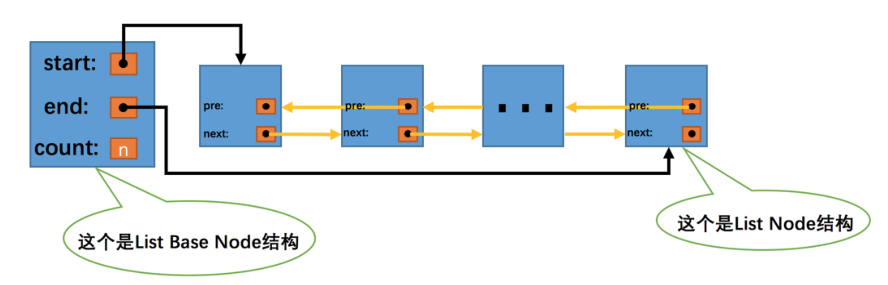 start:
end:
count: n
pre:
next:
pre:
next:
...
pre:
next:
这个是List Base Node结构
这个是List Node结构